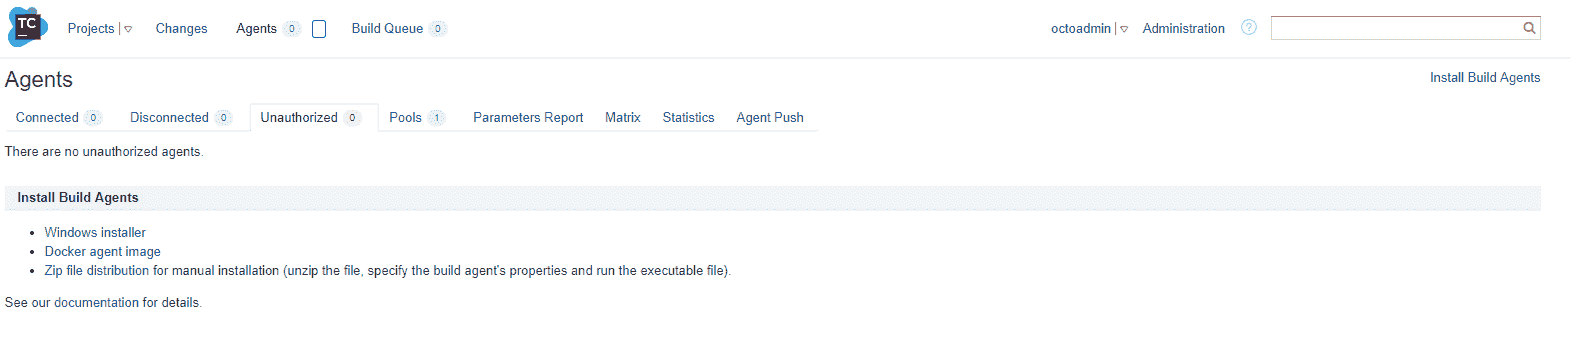 TC Projects Changes Agents 0 Build Queue 0 octoadmin Administration ?
Agents Install Build Agents
Connected 0 Disconnected 0 Unauthorized 0 Pools 1 Parameters Report Matrix Statistics Agent Push
There are no unauthorized agents.
Install Build Agents
• Windows installer
• Docker agent image
• Zip file distribution for manual installation (unzip the file, specify the build agent's properties and run the executable file).
See our documentation for details.